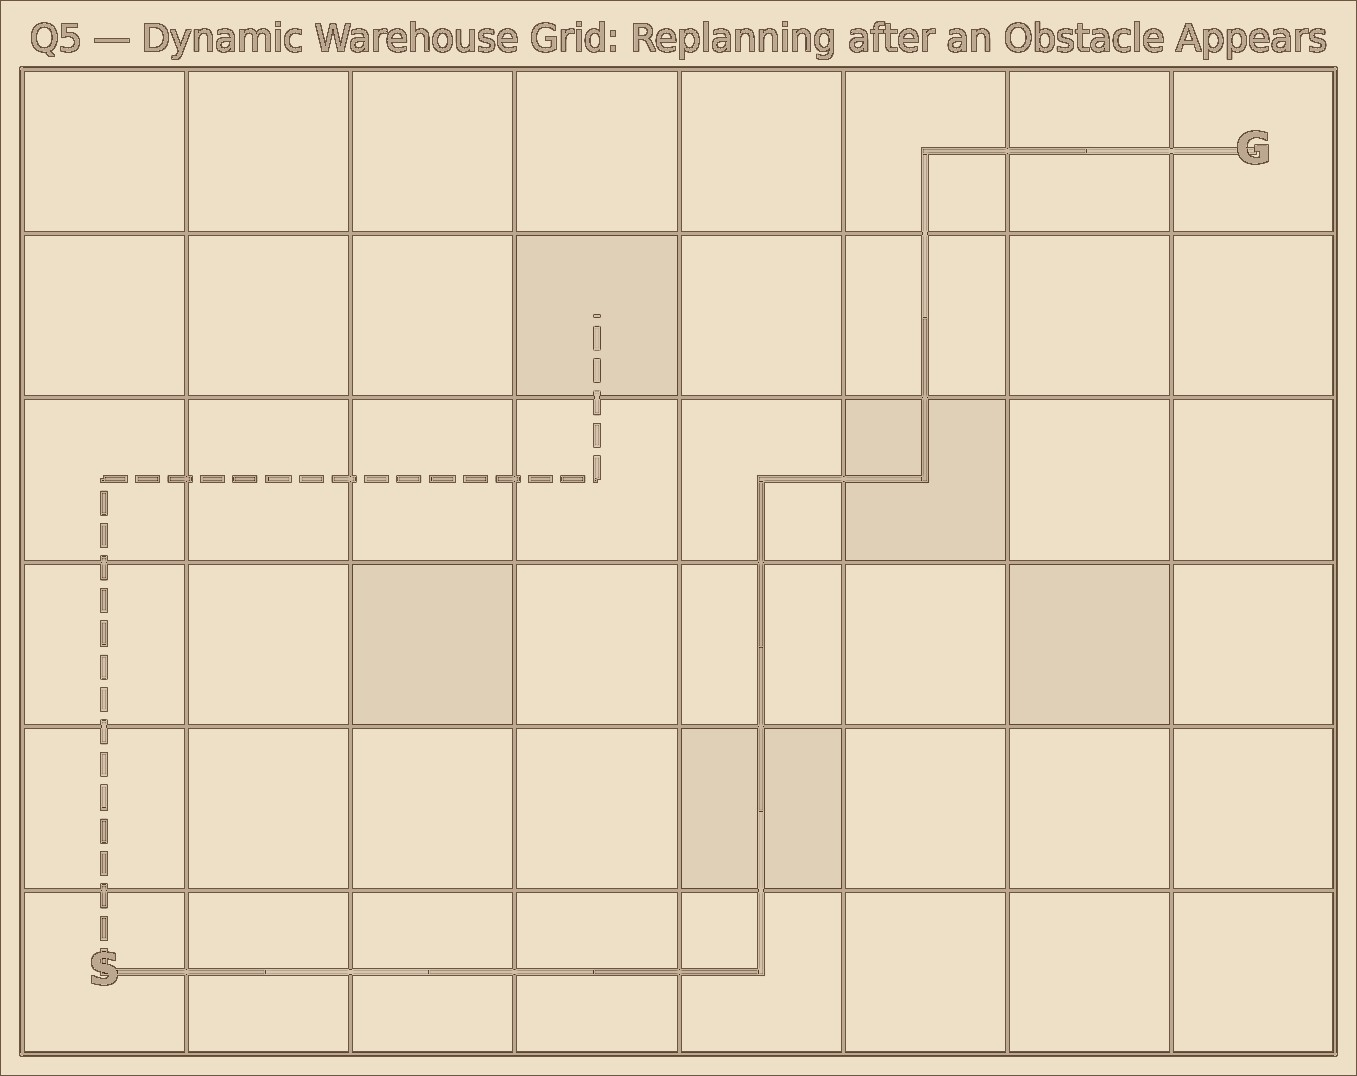 Q5 — Dynamic Warehouse Grid: Replanning after an Obstacle Appears
G
S